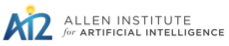 AI2 ALLEN INSTITUTE
for ARTIFICIAL INTELLIGENCE